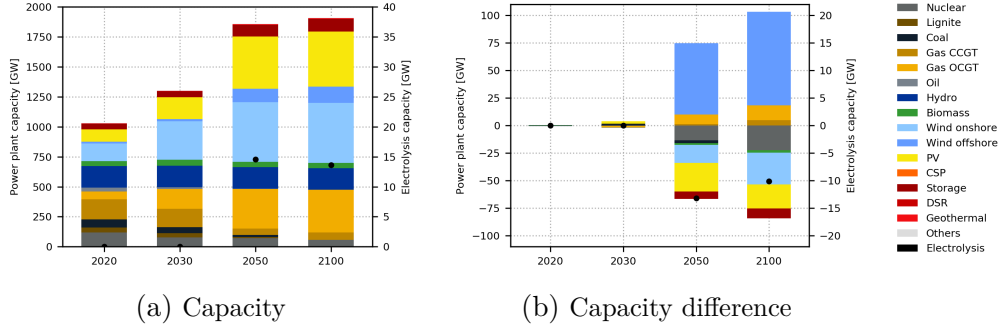 2000
1750
1500
1250
1000
750
500
250
0
Power plant capacity [GW]
40
35
30
25
20
15
10
5
0
Electrolysis capacity [GW]
2020 2030 2050 2100
(a) Capacity
100
75
50
25
0
−25
−50
−75
−100
Power plant capacity [GW]
20
15
10
5
0
−5
−10
−15
−20
Electrolysis capacity [GW]
2020 2030 2050 2100
(b) Capacity difference
Nuclear
Lignite
Coal
Gas CCGT
Gas OCGT
Oil
Hydro
Biomass
Wind onshore
Wind offshore
PV
CSP
Storage
DSR
Geothermal
Others
Electrolysis